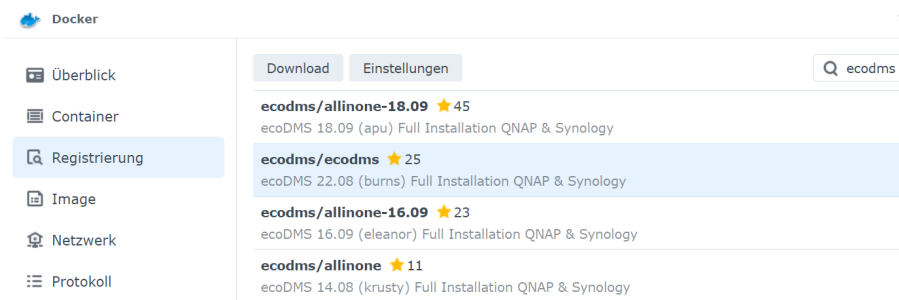 Docker
Überblick
Container
Registrierung
Image
Netzwerk
Protokoll
Download Einstellungen ecodms
ecodms/allinone-18.09 45
ecoDMS 18.09 (apu) Full Installation QNAP & Synology
ecodms/ecodms 25
ecoDMS 22.08 (burns) Full Installation QNAP & Synology
ecodms/allinone-16.09 23
ecoDMS 16.09 (eleanor) Full Installation QNAP & Synology
ecodms/allinone 11
ecoDMS 14.08 (krusty) Full Installation QNAP & Synology